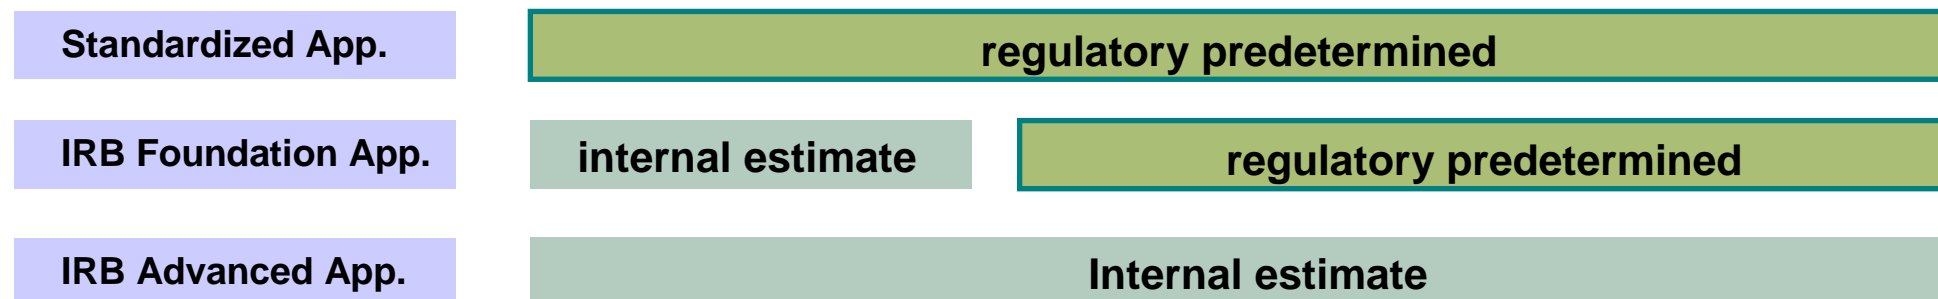 Standardized App.
regulatory predetermined
IRB Foundation App.
internal estimate
regulatory predetermined
IRB Advanced App.
Internal estimate